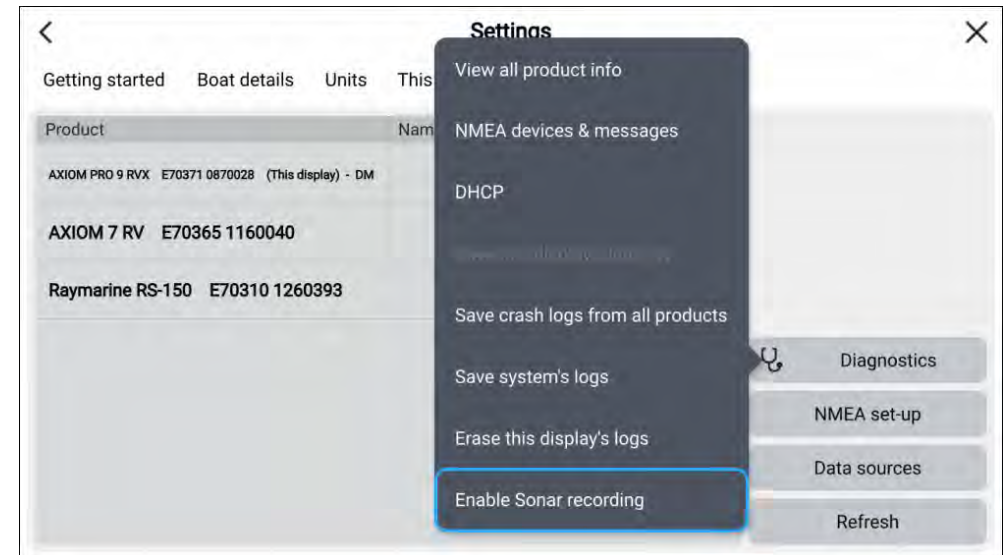 Settings
Getting started Boat details Units This
Product Nam
AXIOM PRO 9 RVX E70371 0870028 (This display) - DM
AXIOM 7 RV E70365 1160040
Raymarine RS-150 E70310 1260393
View all product info
NMEA devices & messages
DHCP
Save crash logs from all products
Save system's logs
Erase this display's logs
Enable Sonar recording
Diagnostics
NMEA set-up
Data sources
Refresh